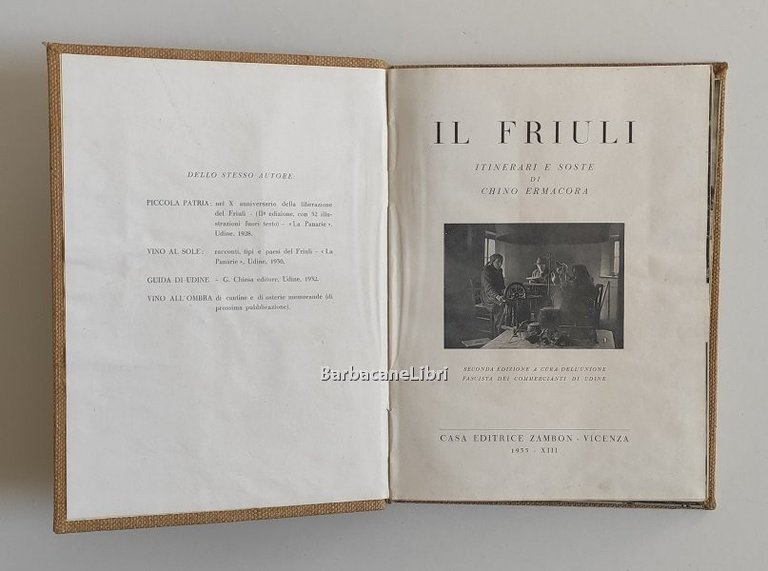 DELLO STESSO AUTORE:
PICCOLA PATRIA: nel X anniversario della liberazione
del Friuli - (IIª edizione, con 52 illu-
strazioni fuori testo) - «La Panarie»,
Udine, 1928.
VINO AL SOLE: racconti, tipi e paesi del Friuli - «La
Panarie», Udine, 1930.
GUIDA DI UDINE - G. Chiesa editore, Udine, 1932.
VINO ALL'OMBRA di cantine e di osterie memorande (di
prossima pubblicazione).
IL FRIULI
ITINERARI E SOSTE
DI
CHINO ERMACORA
BarbacaneLibri
SECONDA EDIZIONE A CURA DELL'UNIONE
FASCISTA DEI COMMERCIANTI DI UDINE
CASA EDITRICE ZAMBON - VICENZA
1935 - XIII